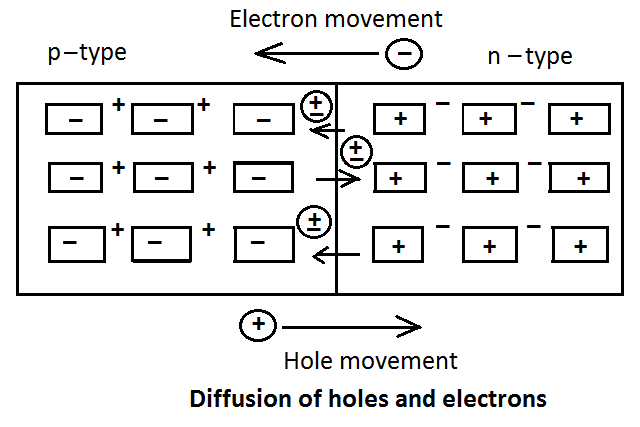 Electron movement
p–type
n –type
−
+ + ± − −
− − − + + +
± 
+ + − −
− − − + + +
±
+ + − −
− − − + + +
+
Hole movement
Diffusion of holes and electrons